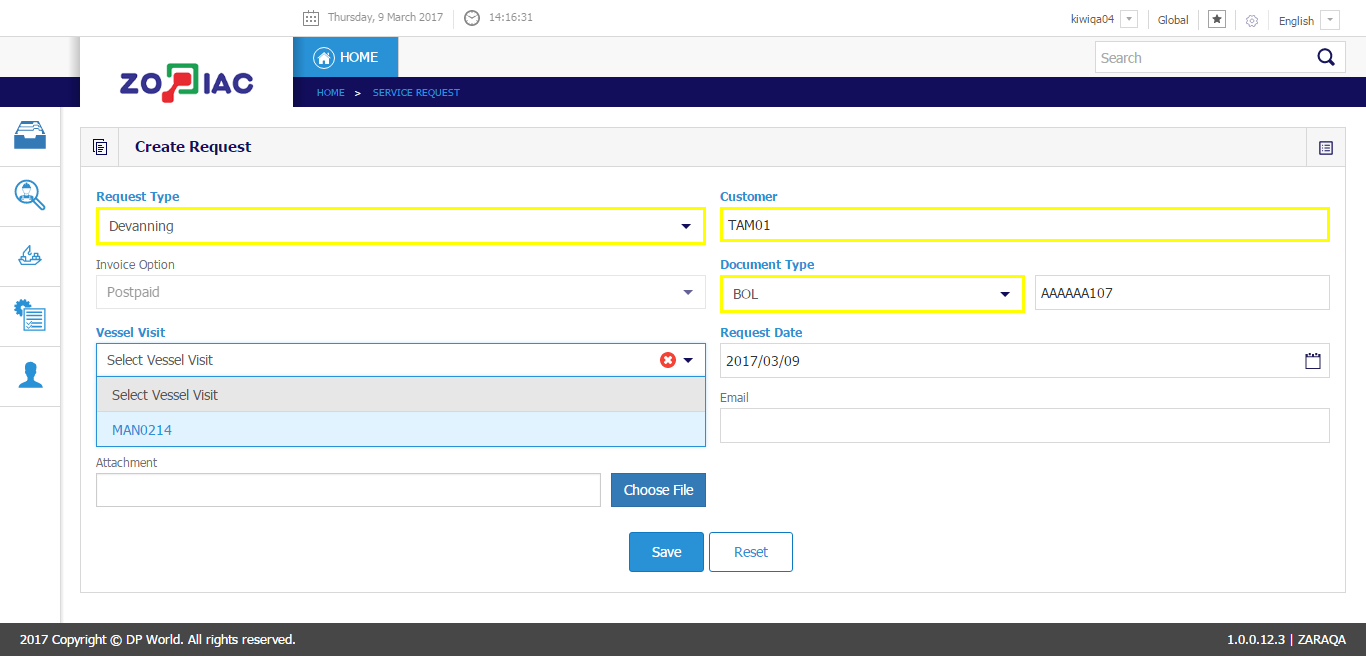 Thursday, 9 March 2017 14:16:31 kiwiqa04 Global English
ZODIAC
HOME
Search
HOME > SERVICE REQUEST
Create Request
Request Type
Customer
Devanning
TAM01
Invoice Option
Document Type
Postpaid
BOL
AAAAAA107
Vessel Visit
Request Date
Select Vessel Visit
2017/03/09
Select Vessel Visit
Email
MAN0214
Attachment
Choose File
Save
Reset
2017 Copyright © DP World. All rights reserved.
1.0.0.12.3 | ZARAQA